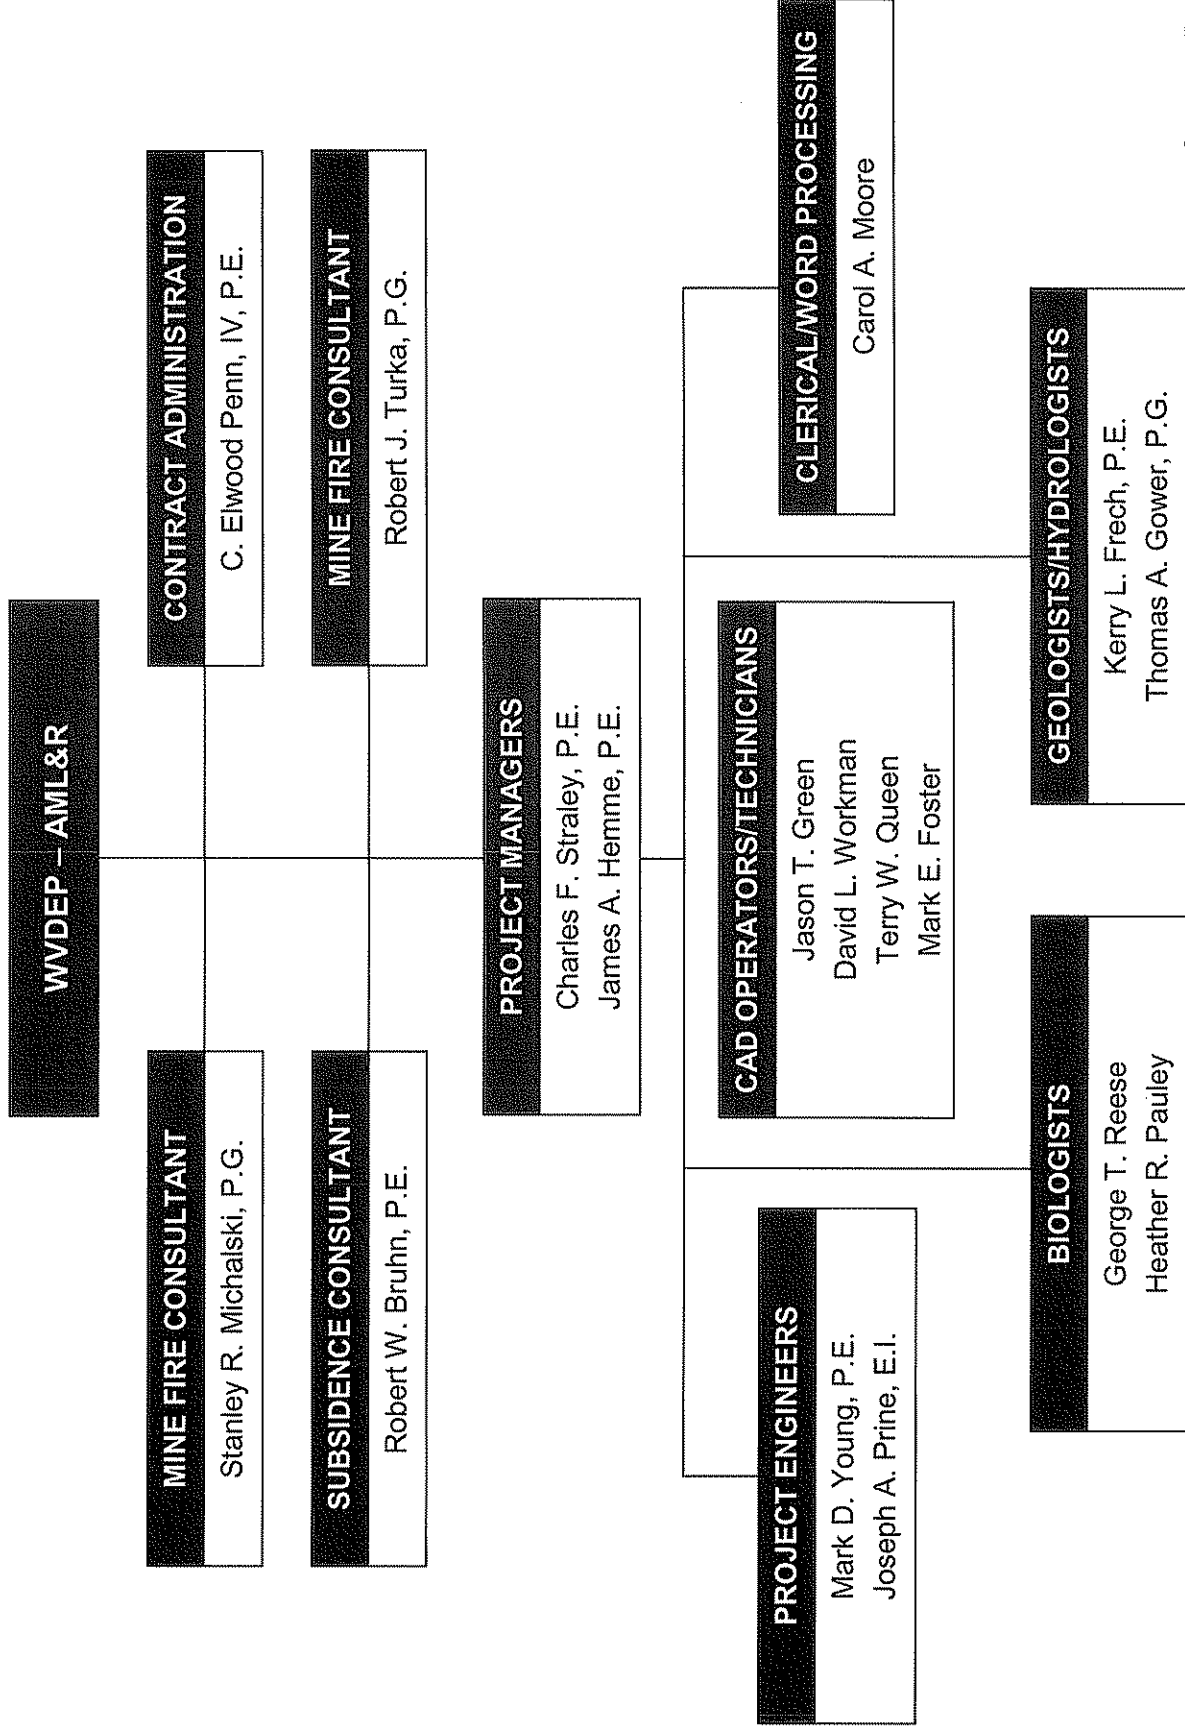 WVDEP – AML&R
MINE FIRE CONSULTANT
Stanley R. Michalski, P.G.
CONTRACT ADMINISTRATION
C. Elwood Penn, IV, P.E.
SUBSIDENCE CONSULTANT
Robert W. Bruhn, P.E.
MINE FIRE CONSULTANT
Robert J. Turka, P.G.
PROJECT MANAGERS
Charles F. Straley, P.E.
James A. Hemme, P.E.
PROJECT ENGINEERS
Mark D. Young, P.E.
Joseph A. Prine, E.I.
CAD OPERATORS/TECHNICIANS
Jason T. Green
David L. Workman
Terry W. Queen
Mark E. Foster
CLERICAL/WORD PROCESSING
Carol A. Moore
BIOLOGISTS
George T. Reese
Heather R. Pauley
GEOLOGISTS/HYDROLOGISTS
Kerry L. Frech, P.E.
Thomas A. Gower, P.G.